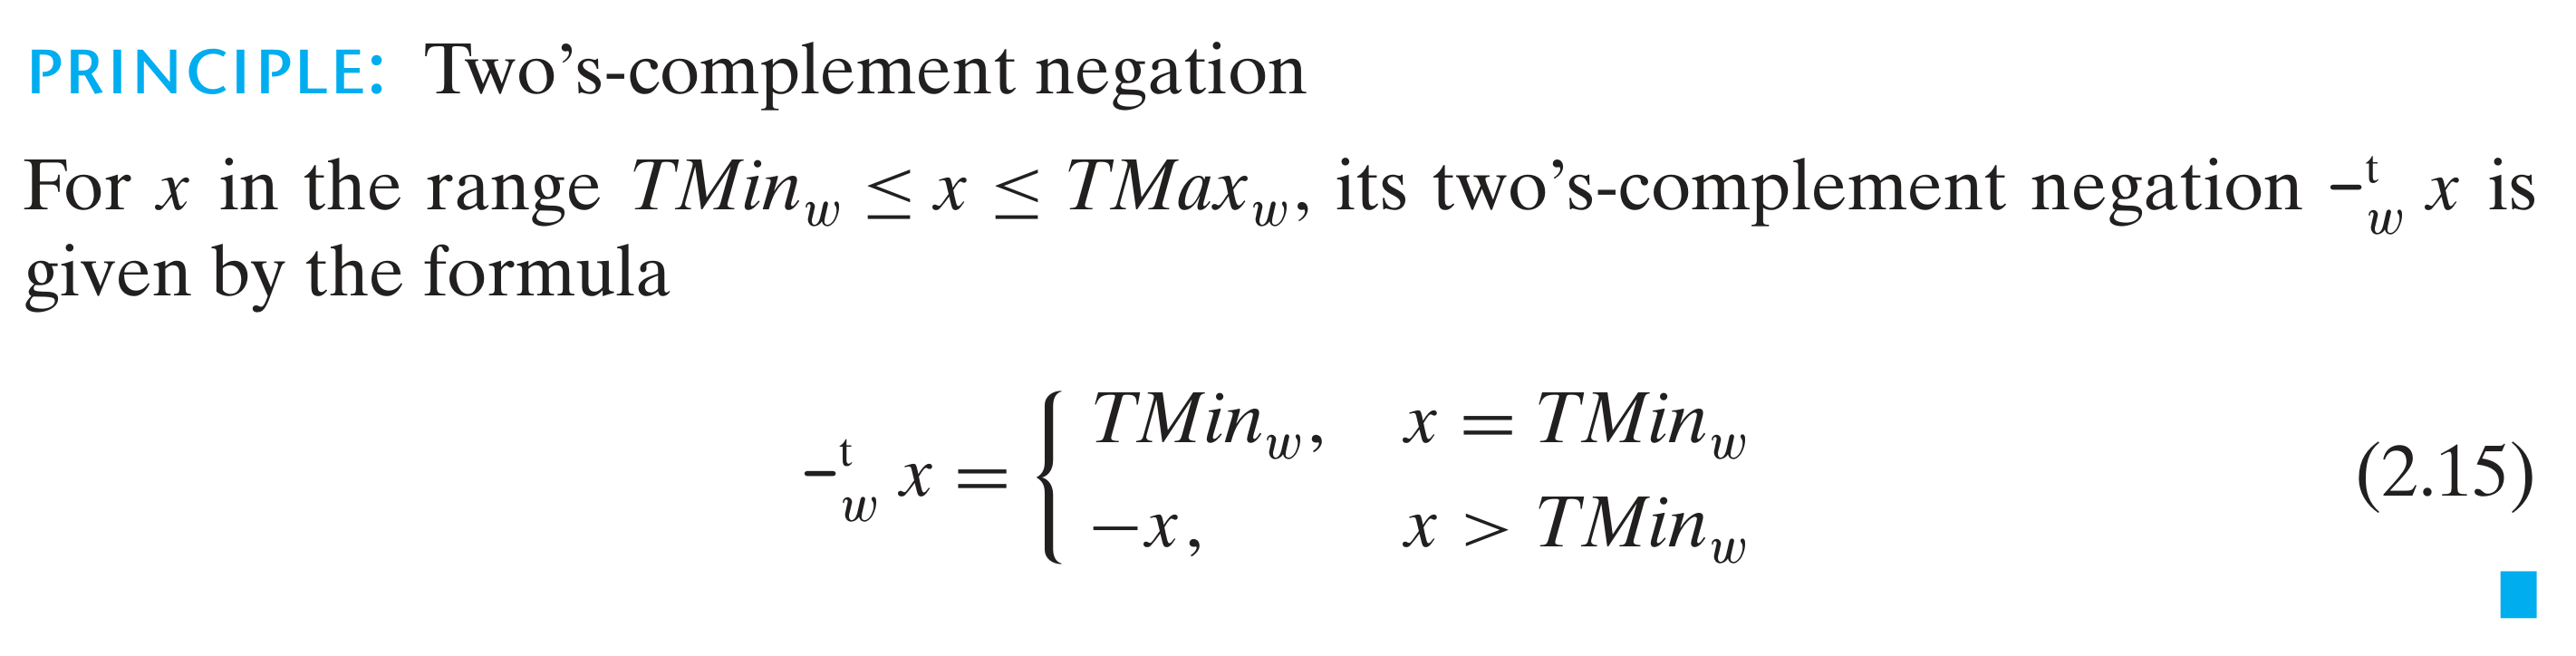 PRINCIPLE: Two's-complement negation
For x in the range TMin_w ≤ x ≤ TMax_w, its two's-complement negation -^t_w x is
given by the formula
-^t_w x = { TMin_w, x = TMin_w
−x, x > TMin_w
(2.15)